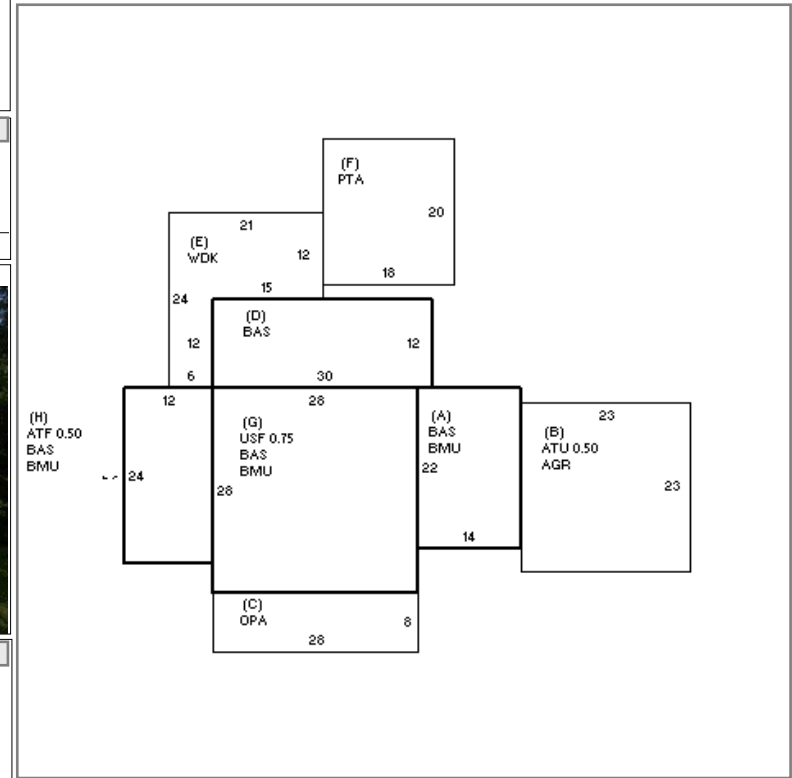 (F)
PTA
20
18
21
(E)
WDK
12
15
24
12
6
(D)
BAS
12
30
(H)
ATF 0.50
BAS
BMU
12
24
28
(G)
USF 0.75
BAS
BMU
28
(A)
BAS
BMU
22
14
23
(B)
ATU 0.50
AGR
23
(C)
OPA
8
28